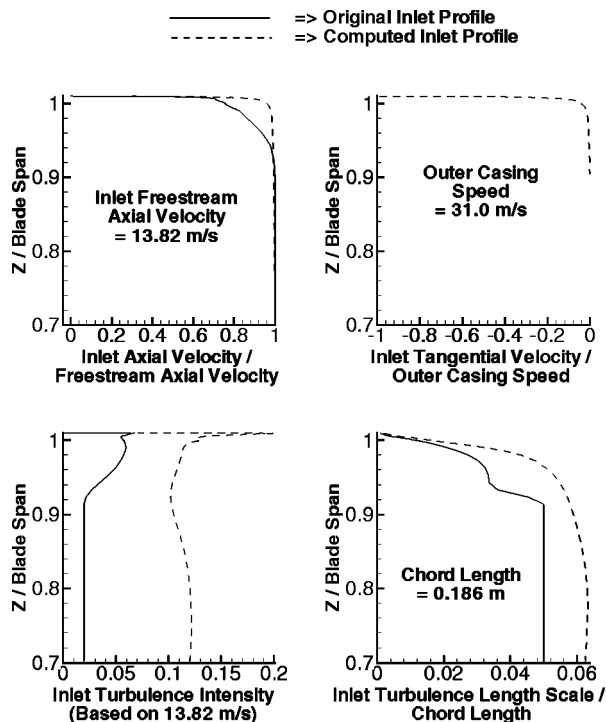 => Original Inlet Profile
=> Computed Inlet Profile
1
0.9
0.8
0.7
Z / Blade Span
Inlet Freestream
Axial Velocity
= 13.82 m/s
0 0.2 0.4 0.6 0.8 1
Inlet Axial Velocity /
Freestream Axial Velocity
1
0.9
0.8
0.7
Z / Blade Span
Outer Casing
Speed
= 31.0 m/s
-1 -0.8 -0.6 -0.4 -0.2 0
Inlet Tangential Velocity /
Outer Casing Speed
1
0.9
0.8
0.7
Z / Blade Span
0 0.05 0.1 0.15 0.2
Inlet Turbulence Intensity
(Based on 13.82 m/s)
1
0.9
0.8
0.7
Z / Blade Span
Chord Length
= 0.186 m
0 0.02 0.04 0.06
Inlet Turbulence Length Scale /
Chord Length